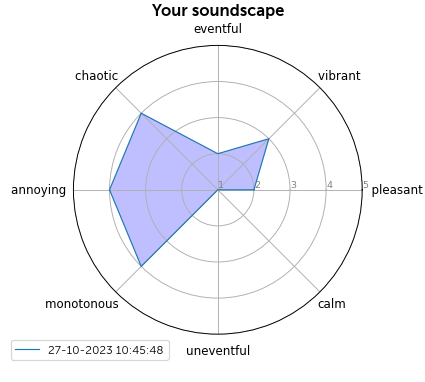 Your soundscape
eventful
chaotic
vibrant
annoying
1 2 3 4 5
pleasant
monotonous
calm
27-10-2023 10:45:48
uneventful